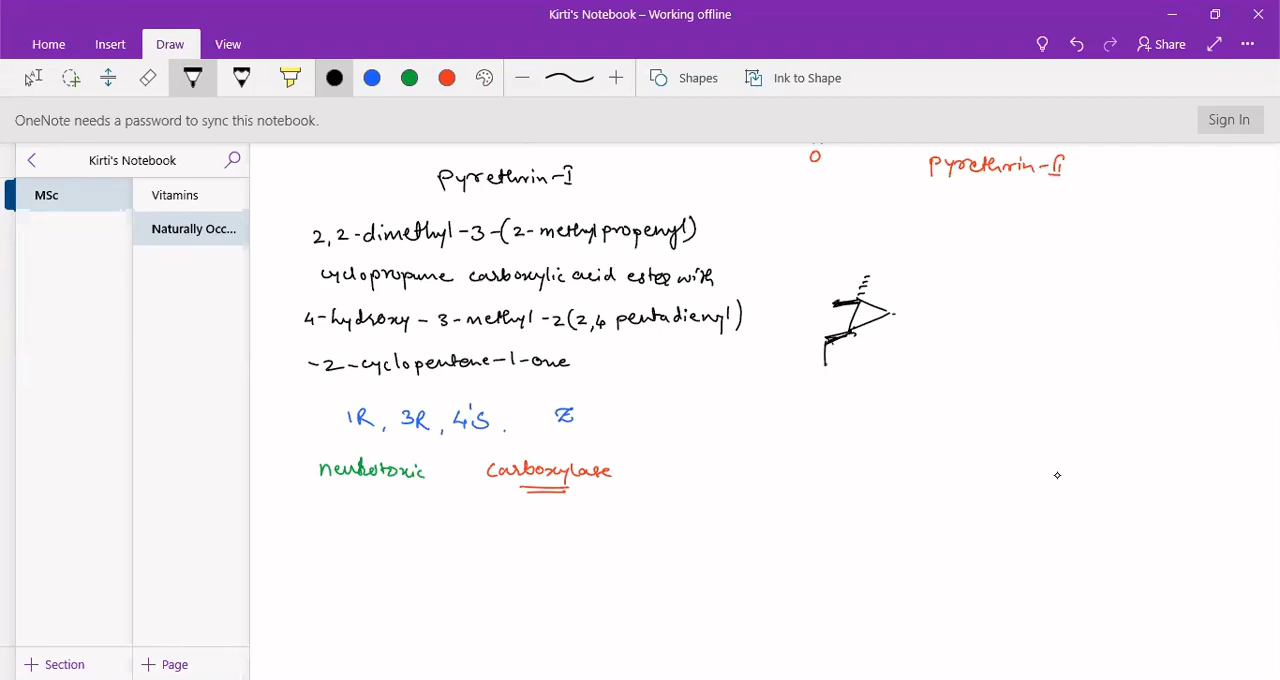 Kirti's Notebook – Working offline
Home Insert Draw View
Share
Shapes Ink to Shape
OneNote needs a password to sync this notebook.
Sign In
Kirti's Notebook
MSc
Vitamins
Naturally Occ...
O
Pyrethrin-I
Pyrethrin-II
2,2-dimethyl-3-(2-methylpropenyl)
cyclopropane carboxylic acid ester with
4-hydroxy-3-methyl-2(2,4 pentadienyl)
-2-cyclopentone-1-one
1R, 3R, 4'S. Z
neurotoxic carboxylase
Section
Page